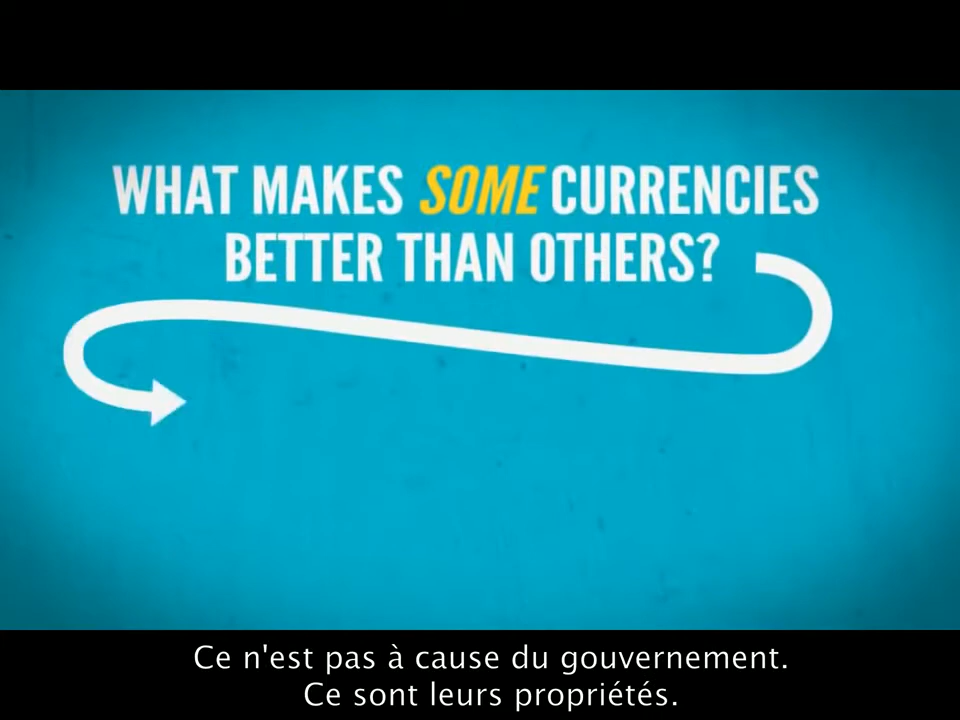 WHAT MAKES SOME CURRENCIES
BETTER THAN OTHERS?
Ce n'est pas à cause du gouvernement.
Ce sont leurs propriétés.